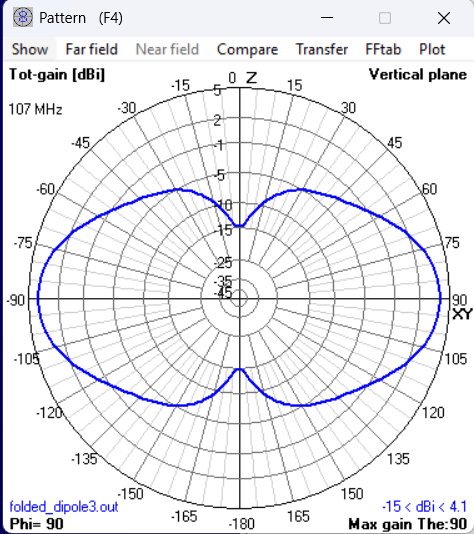 Pattern (F4)
Show Far field Near field Compare Transfer FFtab Plot
Tot-gain [dBi]
Vertical plane
107 MHz
0 Z
-15 15
-30 30
-45 45
-60 60
-75 75
-90 90
XY
-105 105
-120 120
-135 135
-150 150
-165 165
-180
5
2
-1
-5
-10
-15
-25
-35
-45
folded_dipole3.out
-15 < dBi < 4.1
Phi= 90
Max gain The:90